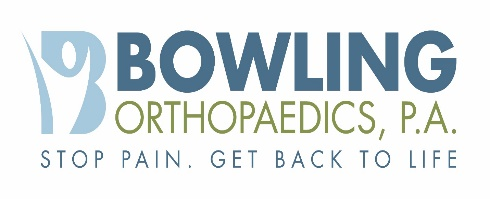 BOWLING
ORTHOPAEDICS, P.A.
STOP PAIN. GET BACK TO LIFE